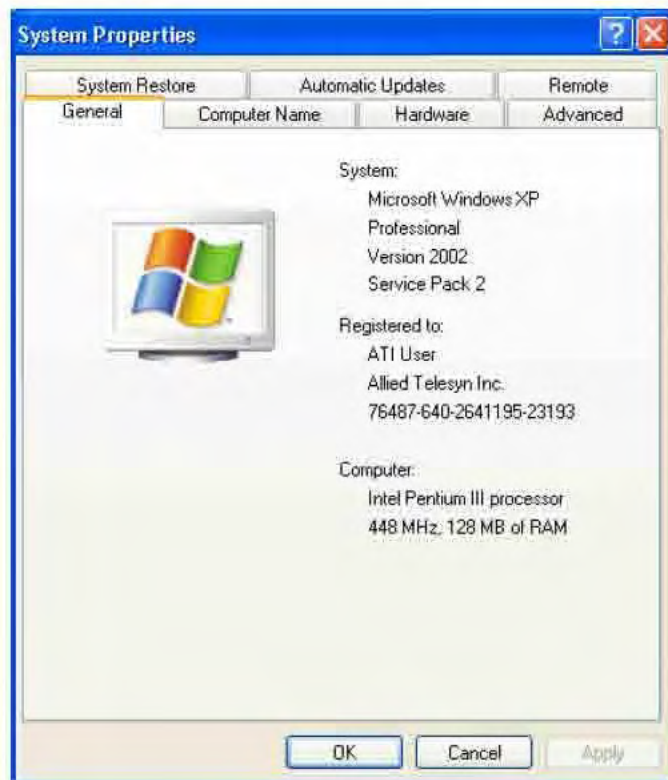 System Properties
System Restore Automatic Updates Remote
General Computer Name Hardware Advanced
System:
Microsoft Windows XP
Professional
Version 2002
Service Pack 2
Registered to:
ATI User
Allied Telesyn Inc.
76487-640-2641195-23193
Computer:
Intel Pentium III processor
448 MHz, 128 MB of RAM
OK Cancel Apply